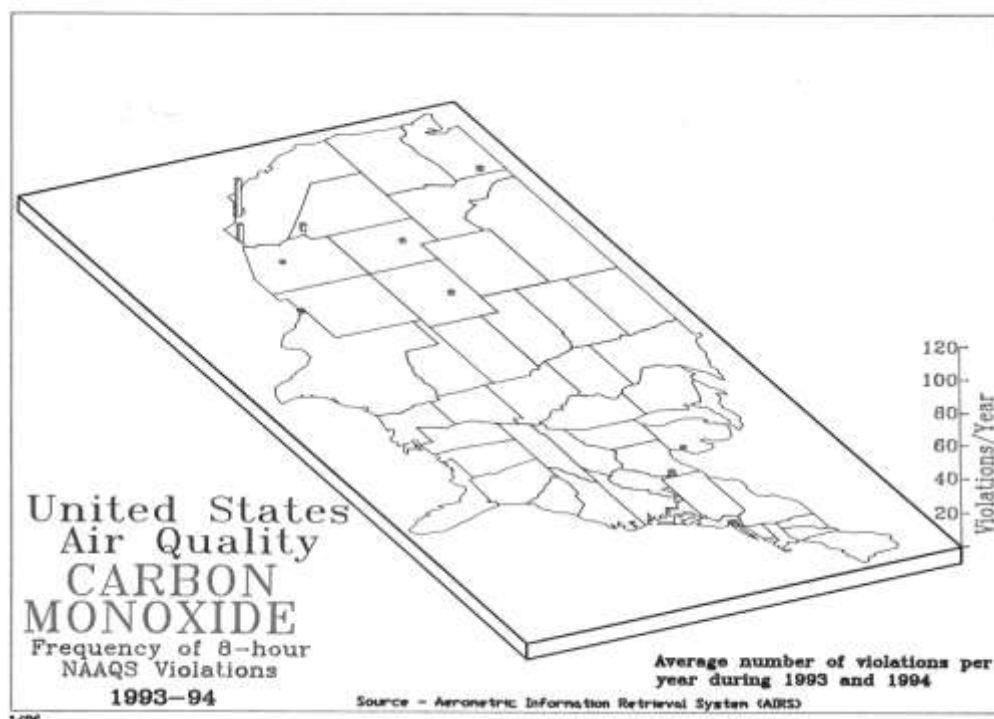 120
100
80
60
40
20
Violations/Year
United States
Air Quality
CARBON
MONOXIDE
Frequency of 8-hour
NAAQS Violations
1993-94
Average number of violations per
year during 1993 and 1994
Source - Aerometric Information Retrieval System (AIRS)